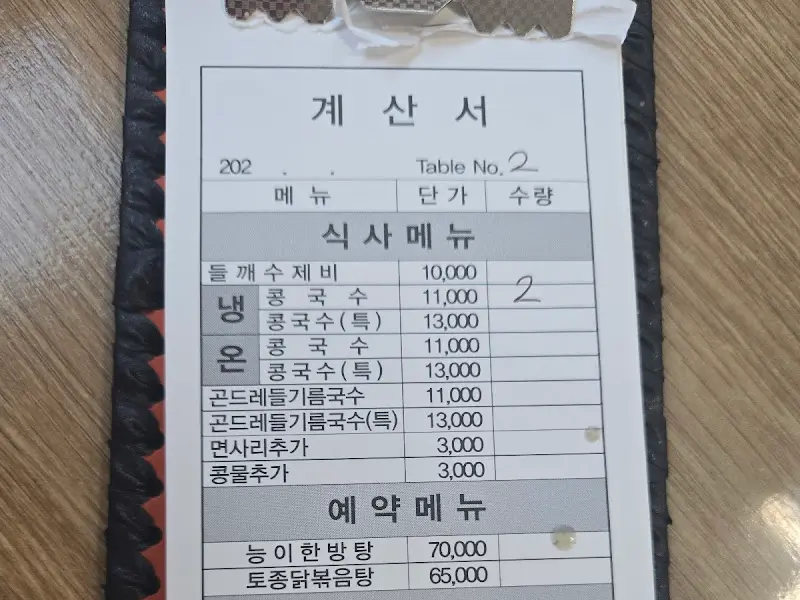 계 산 서
202 . . Table No. 2
메 뉴 단 가 수량
식 사 메 뉴
들 깨 수 제 비 10,000
냉 콩 국 수 11,000 2
콩국수(특) 13,000
온 콩 국 수 11,000
콩국수(특) 13,000
곤드레들기름국수 11,000
곤드레들기름국수(특) 13,000
면사리추가 3,000
콩물추가 3,000
예 약 메 뉴
능 이 한 방 탕 70,000
토종닭볶음탕 65,000